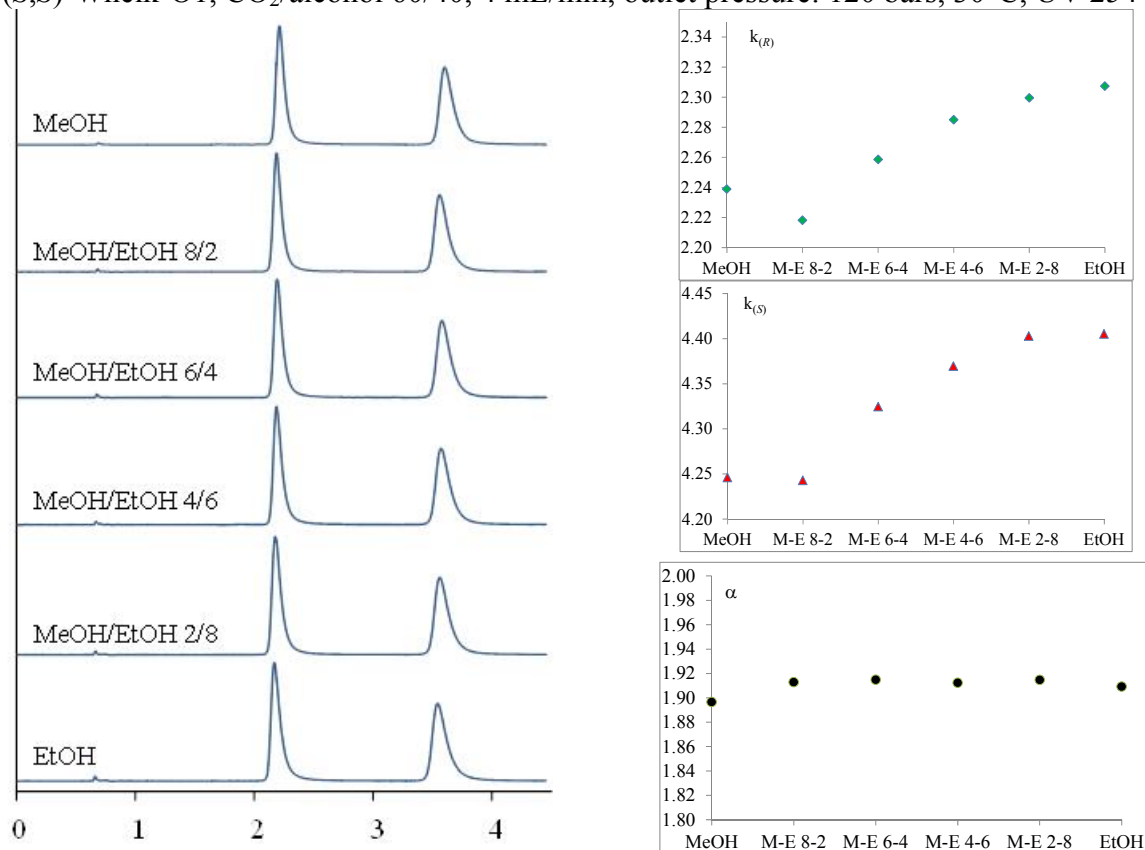 (S,S)-Whelk-O1, CO2/alcohol 60/40, 4 mL/min, outlet pressure: 120 bars, 30°C, UV 254
MeOH
MeOH/EtOH 8/2
MeOH/EtOH 6/4
MeOH/EtOH 4/6
MeOH/EtOH 2/8
EtOH
0 1 2 3 4
k(R)
2.34
2.32
2.30
2.28
2.26
2.24
2.22
2.20
MeOH M-E 8-2 M-E 6-4 M-E 4-6 M-E 2-8 EtOH
k(S)
4.45
4.40
4.35
4.30
4.25
4.20
MeOH M-E 8-2 M-E 6-4 M-E 4-6 M-E 2-8 EtOH
α
2.00
1.98
1.96
1.94
1.92
1.90
1.88
1.86
1.84
1.82
1.80
MeOH M-E 8-2 M-E 6-4 M-E 4-6 M-E 2-8 EtOH